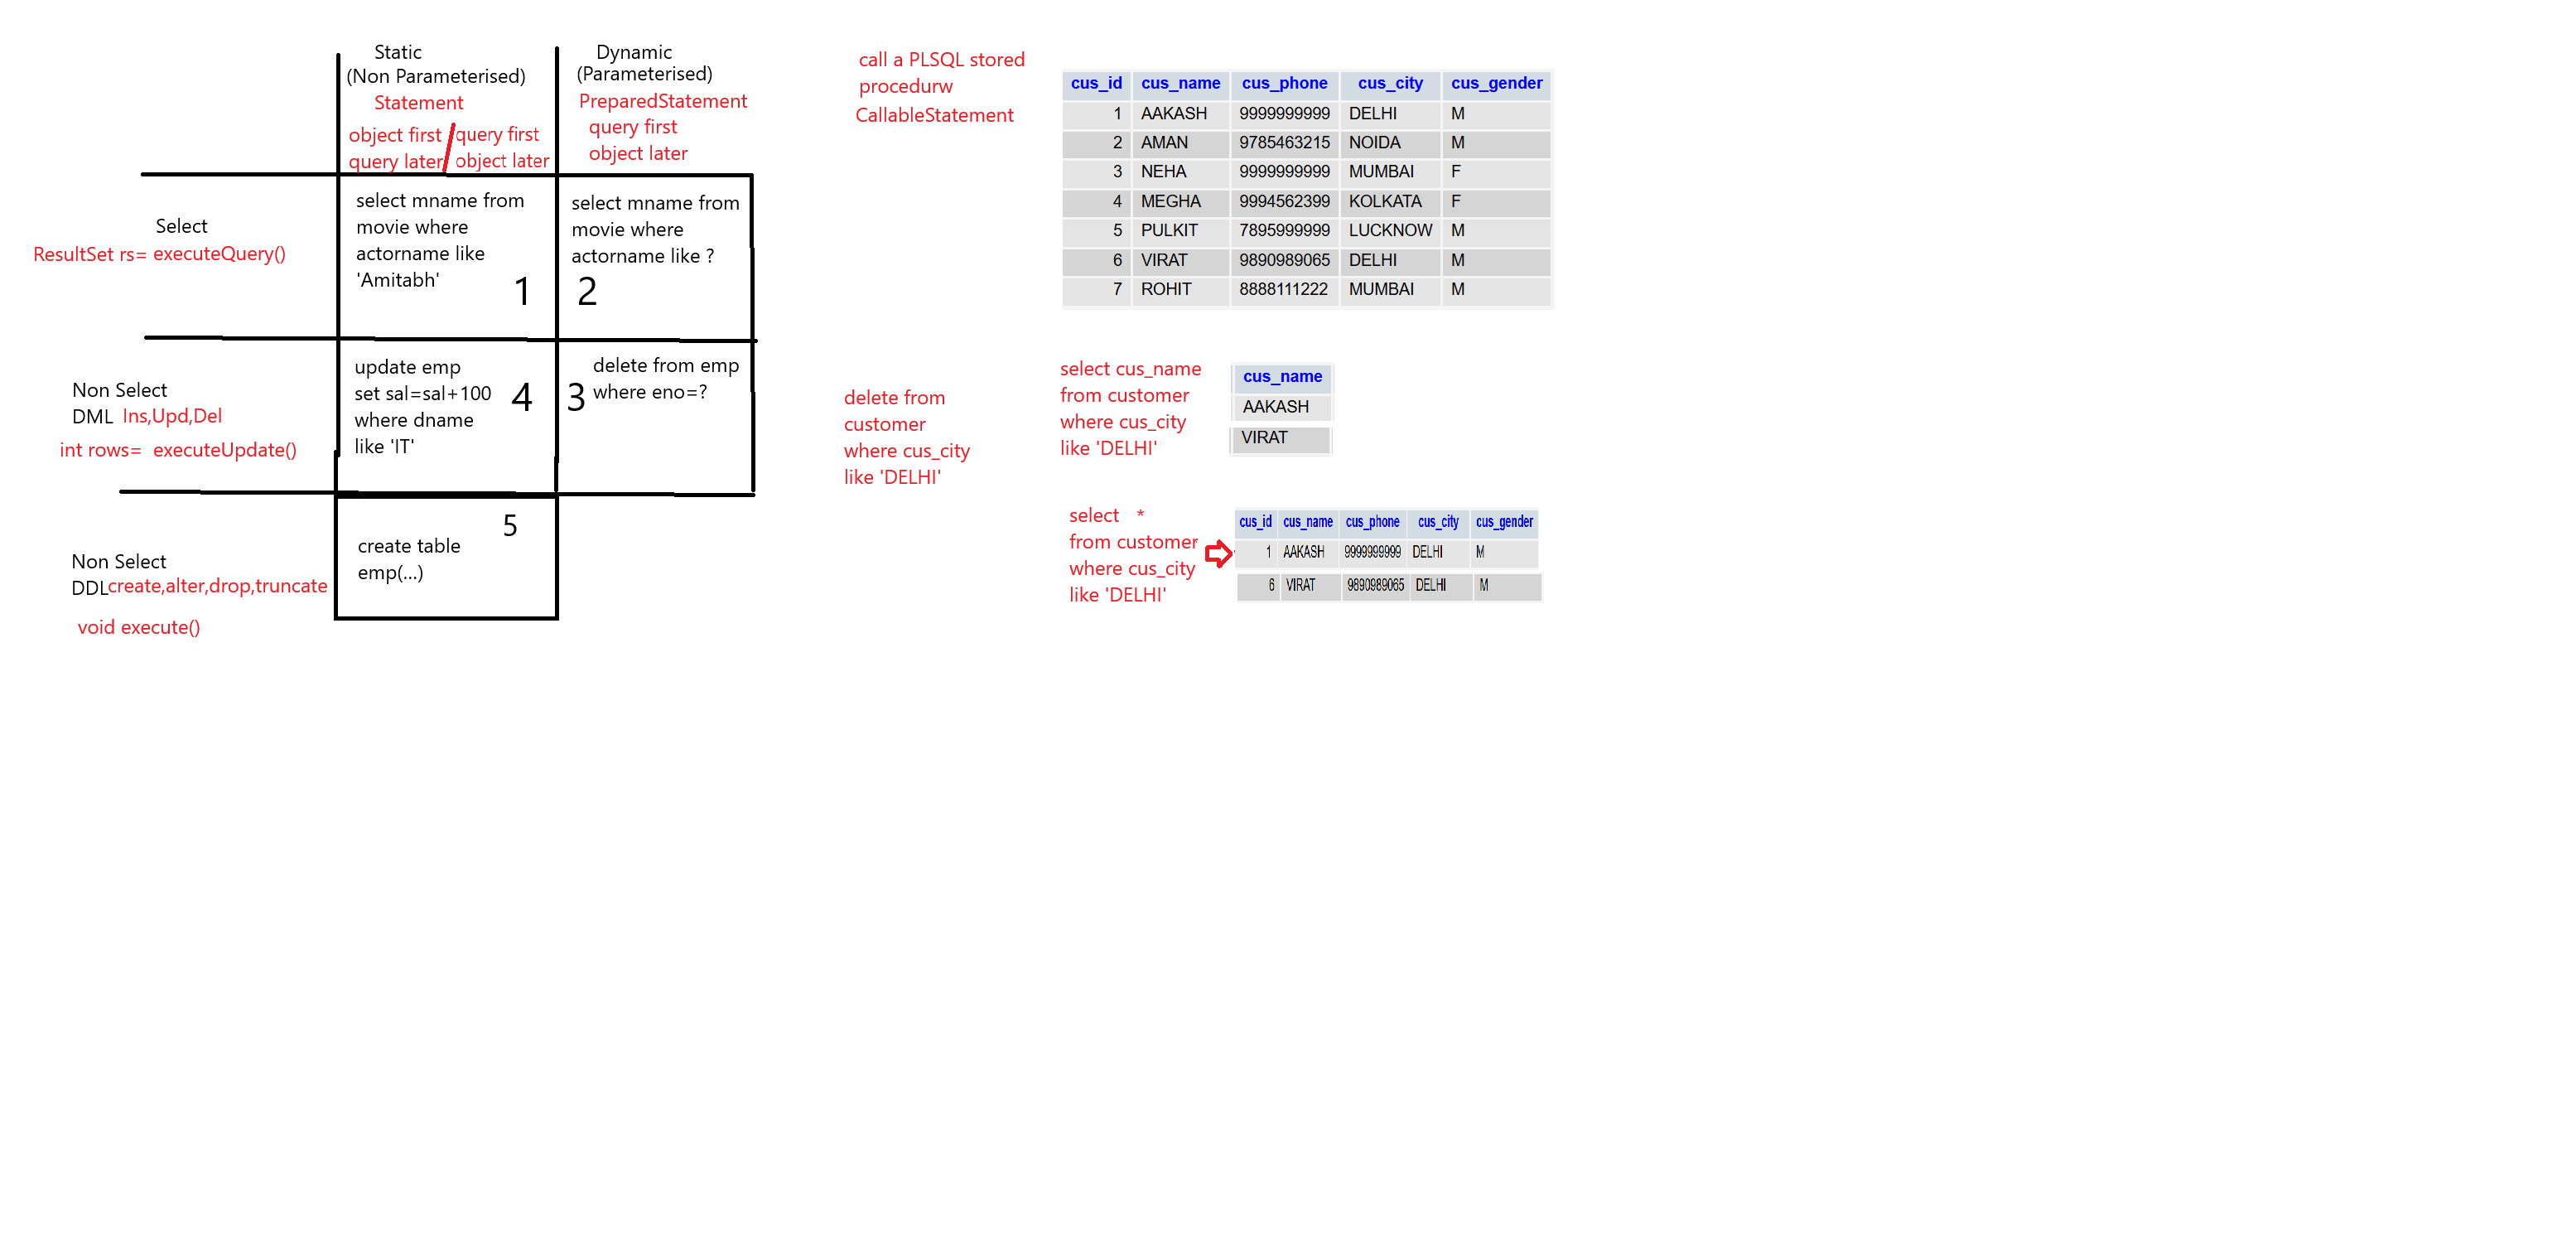 Static
(Non Parameterised)
Statement
object first
query later
query first
object later
Dynamic
(Parameterised)
PreparedStatement
query first
object later
Select
ResultSet rs= executeQuery()
select mname from
movie where
actorname like
'Amitabh'
1
select mname from
movie where
actorname like ?
2
Non Select
DML Ins,Upd,Del
int rows= executeUpdate()
update emp
set sal=sal+100
where dname
like 'IT'
4
delete from emp
where eno=?
3
Non Select
DDLcreate,alter,drop,truncate
void execute()
5
create table
emp(...)
call a PLSQL stored
procedurw
CallableStatement
cus_id cus_name cus_phone cus_city cus_gender
1 AAKASH 9999999999 DELHI M
2 AMAN 9785463215 NOIDA M
3 NEHA 9999999999 MUMBAI F
4 MEGHA 9994562399 KOLKATA F
5 PULKIT 7895999999 LUCKNOW M
6 VIRAT 9890989065 DELHI M
7 ROHIT 8888111222 MUMBAI M
delete from
customer
where cus_city
like 'DELHI'
select cus_name
from customer
where cus_city
like 'DELHI'
cus_name
AAKASH
VIRAT
select *
from customer
where cus_city
like 'DELHI'
cus_id cus_name cus_phone cus_city cus_gender
1 AAKASH 9999999999 DELHI M
6 VIRAT 9890989065 DELHI M